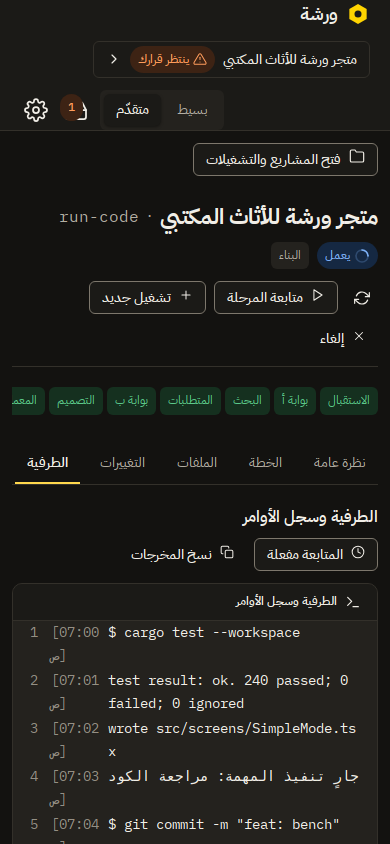 ورشة
متجر ورشة للأثاث المكتبي ينتظر قرارك
بسيط متقدّم 1
فتح المشاريع والتشغيلات
متجر ورشة للأثاث المكتبي · run-code
يعمل البناء
متابعة المرحلة تشغيل جديد
إلغاء
الاستقبال بوابة أ البحث المتطلبات بوابة ب التصميم
نظرة عامة الخطة الملفات التغييرات الطرفية
الطرفية وسجل الأوامر
المتابعة مفعلة نسخ المخرجات
الطرفية وسجل الأوامر
1 [07:00 ص] $ cargo test --workspace
2 [07:01 ص] test result: ok. 240 passed; 0
failed; 0 ignored
3 [07:02 ص] wrote src/screens/SimpleMode.ts
x
4 [07:03 ص] جارٍ تنفيذ المهمة: مراجعة الكود
5 [07:04 $ git commit -m "feat: bench"